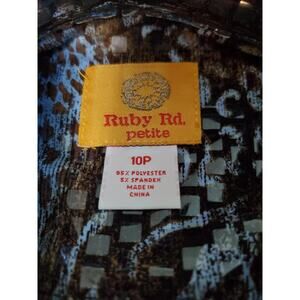 Ruby Rd.
petite
10P
95% POLYESTER
5% SPANDEX
MADE IN
CHINA